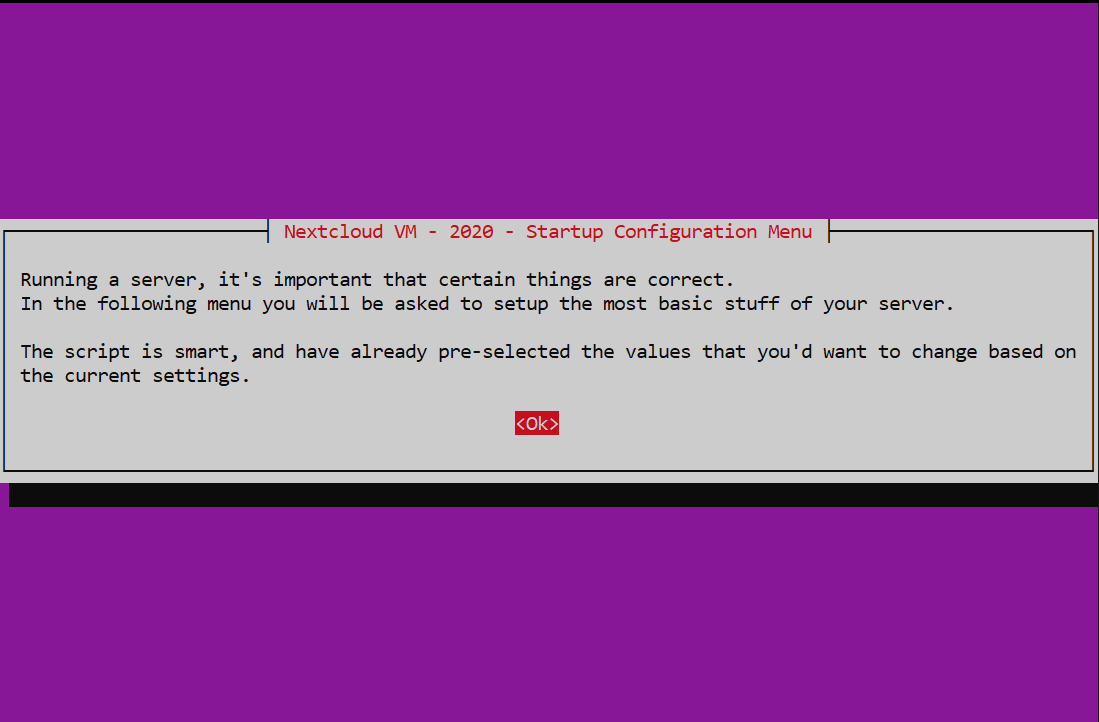 Nextcloud VM - 2020 - Startup Configuration Menu
Running a server, it's important that certain things are correct.
In the following menu you will be asked to setup the most basic stuff of your server.
The script is smart, and have already pre-selected the values that you'd want to change based on
the current settings.
<Ok>